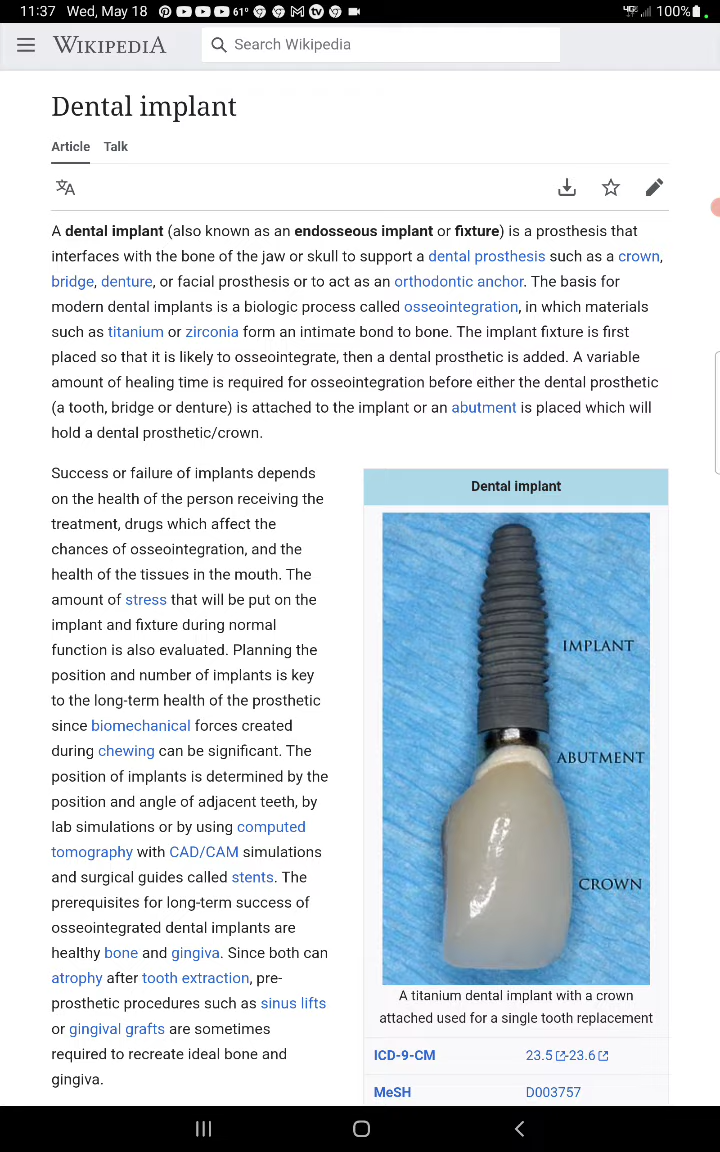 11:37 Wed, May 18 61° 100%
WIKIPEDIA Search Wikipedia
Dental implant
Article Talk
A dental implant (also known as an endosseous implant or fixture) is a prosthesis that
interfaces with the bone of the jaw or skull to support a dental prosthesis such as a crown,
bridge, denture, or facial prosthesis or to act as an orthodontic anchor. The basis for
modern dental implants is a biologic process called osseointegration, in which materials
such as titanium or zirconia form an intimate bond to bone. The implant fixture is first
placed so that it is likely to osseointegrate, then a dental prosthetic is added. A variable
amount of healing time is required for osseointegration before either the dental prosthetic
(a tooth, bridge or denture) is attached to the implant or an abutment is placed which will
hold a dental prosthetic/crown.
Success or failure of implants depends
on the health of the person receiving the
treatment, drugs which affect the
chances of osseointegration, and the
health of the tissues in the mouth. The
amount of stress that will be put on the
implant and fixture during normal
function is also evaluated. Planning the
position and number of implants is key
to the long-term health of the prosthetic
since biomechanical forces created
during chewing can be significant. The
position of implants is determined by the
position and angle of adjacent teeth, by
lab simulations or by using computed
tomography with CAD/CAM simulations
and surgical guides called stents. The
prerequisites for long-term success of
osseointegrated dental implants are
healthy bone and gingiva. Since both can
atrophy after tooth extraction, pre-
prosthetic procedures such as sinus lifts
or gingival grafts are sometimes
required to recreate ideal bone and
gingiva.
Dental implant
IMPLANT
ABUTMENT
CROWN
A titanium dental implant with a crown
attached used for a single tooth replacement
ICD-9-CM 23.5-23.6
MeSH D003757